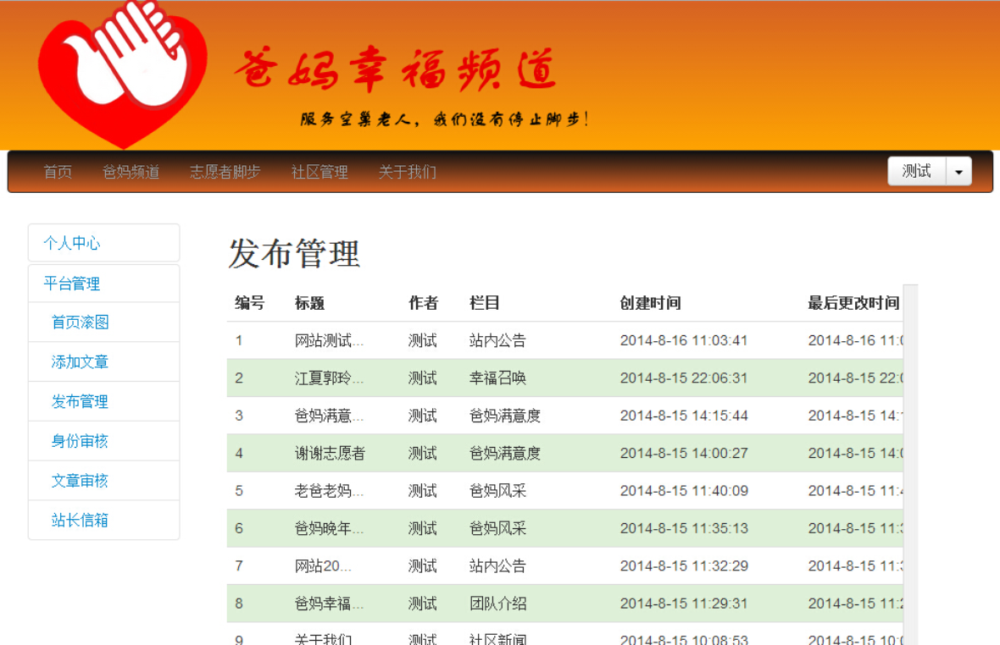 爸妈幸福频道
服务空巢老人，我们没有停止脚步！
首页 爸妈频道 志愿者脚步 社区管理 关于我们 测试
个人中心
平台管理
首页滚图
添加文章
发布管理
身份审核
文章审核
站长信箱
发布管理
编号 标题 作者 栏目 创建时间 最后更改时间
1 网站测试... 测试 站内公告 2014-8-16 11:03:41 2014-8-16 11:0
2 江夏郭玲... 测试 幸福召唤 2014-8-15 22:06:31 2014-8-15 22:0
3 爸妈满意... 测试 爸妈满意度 2014-8-15 14:15:44 2014-8-15 14:1
4 谢谢志愿者 测试 爸妈满意度 2014-8-15 14:00:27 2014-8-15 14:0
5 老爸老妈... 测试 爸妈风采 2014-8-15 11:40:09 2014-8-15 11:4
6 爸妈晚年... 测试 爸妈风采 2014-8-15 11:35:13 2014-8-15 11:3
7 网站20... 测试 站内公告 2014-8-15 11:32:29 2014-8-15 11:3
8 爸妈幸福... 测试 团队介绍 2014-8-15 11:29:31 2014-8-15 11:2
9 关于我们 测试 社区新闻 2014-8-15 10:08:53 2014-8-15 10:0